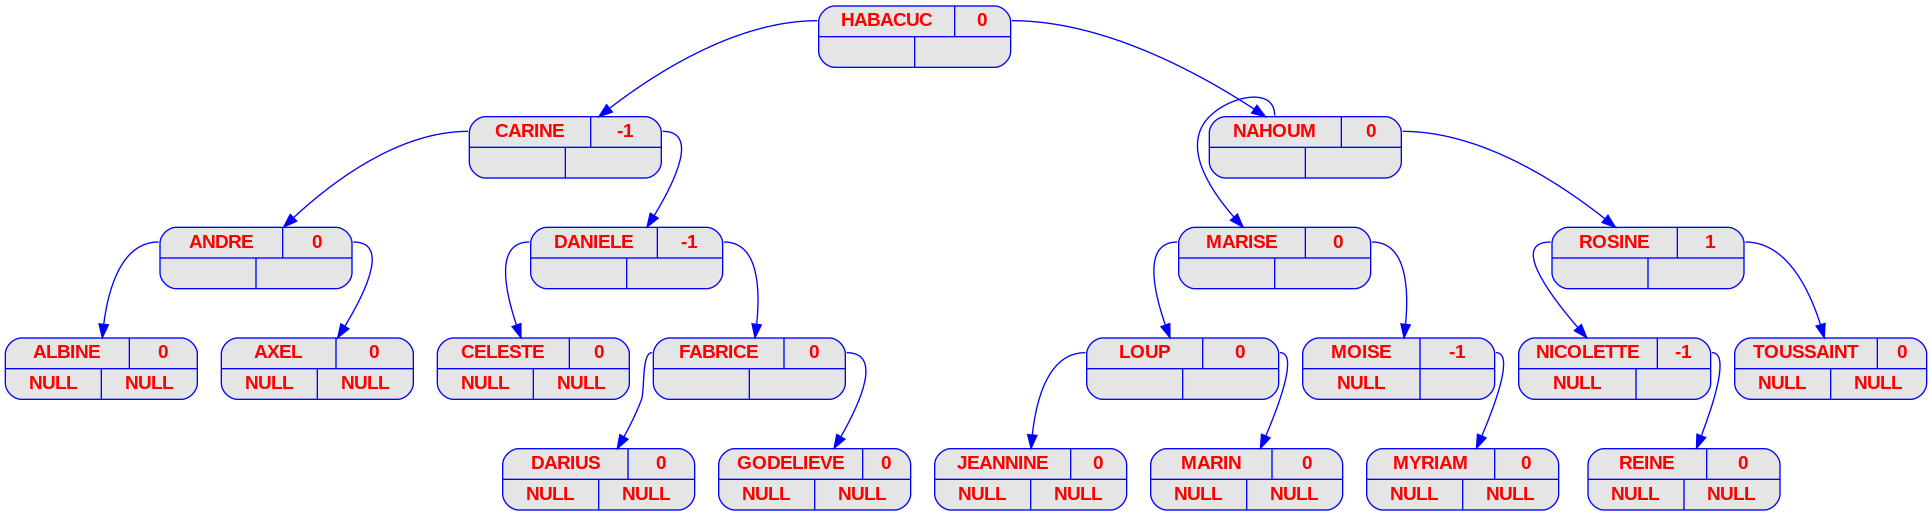 HABACUC 0
CARINE -1
NAHOUM 0
ANDRE 0
DANIELE -1
MARISE 0
ROSINE 1
ALBINE 0
NULL NULL
AXEL 0
NULL NULL
CELESTE 0
NULL NULL
FABRICE 0
LOUP 0
MOISE -1
NULL
NICOLETTE -1
NULL
TOUSSAINT 0
NULL NULL
DARIUS 0
NULL NULL
GODELIEVE 0
NULL NULL
JEANNINE 0
NULL NULL
MARIN 0
NULL NULL
MYRIAM 0
NULL NULL
REINE 0
NULL NULL